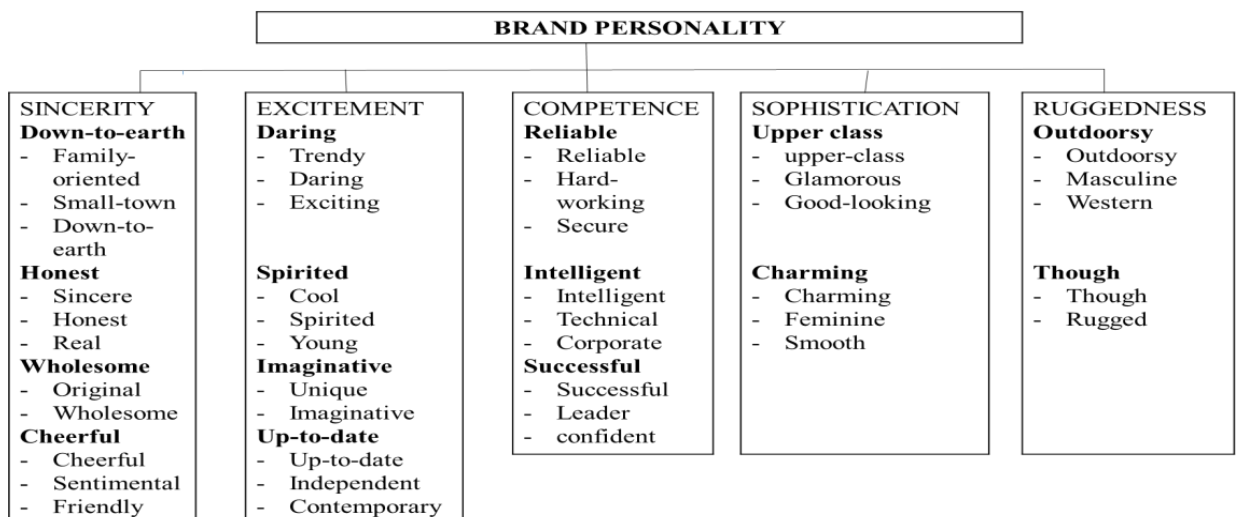 BRAND PERSONALITY
SINCERITY
Down-to-earth
- Family-
oriented
- Small-town
- Down-to-
earth
Honest
- Sincere
- Honest
- Real
Wholesome
- Original
- Wholesome
Cheerful
- Cheerful
- Sentimental
- Friendly
EXCITEMENT
Daring
- Trendy
- Daring
- Exciting
Spirited
- Cool
- Spirited
- Young
Imaginative
- Unique
- Imaginative
Up-to-date
- Up-to-date
- Independent
- Contemporary
COMPETENCE
Reliable
- Reliable
- Hard-
working
- Secure
Intelligent
- Intelligent
- Technical
- Corporate
Successful
- Successful
- Leader
- confident
SOPHISTICATION
Upper class
- upper-class
- Glamorous
- Good-looking
Charming
- Charming
- Feminine
- Smooth
RUGGEDNESS
Outdoorsy
- Outdoorsy
- Masculine
- Western
Though
- Though
- Rugged